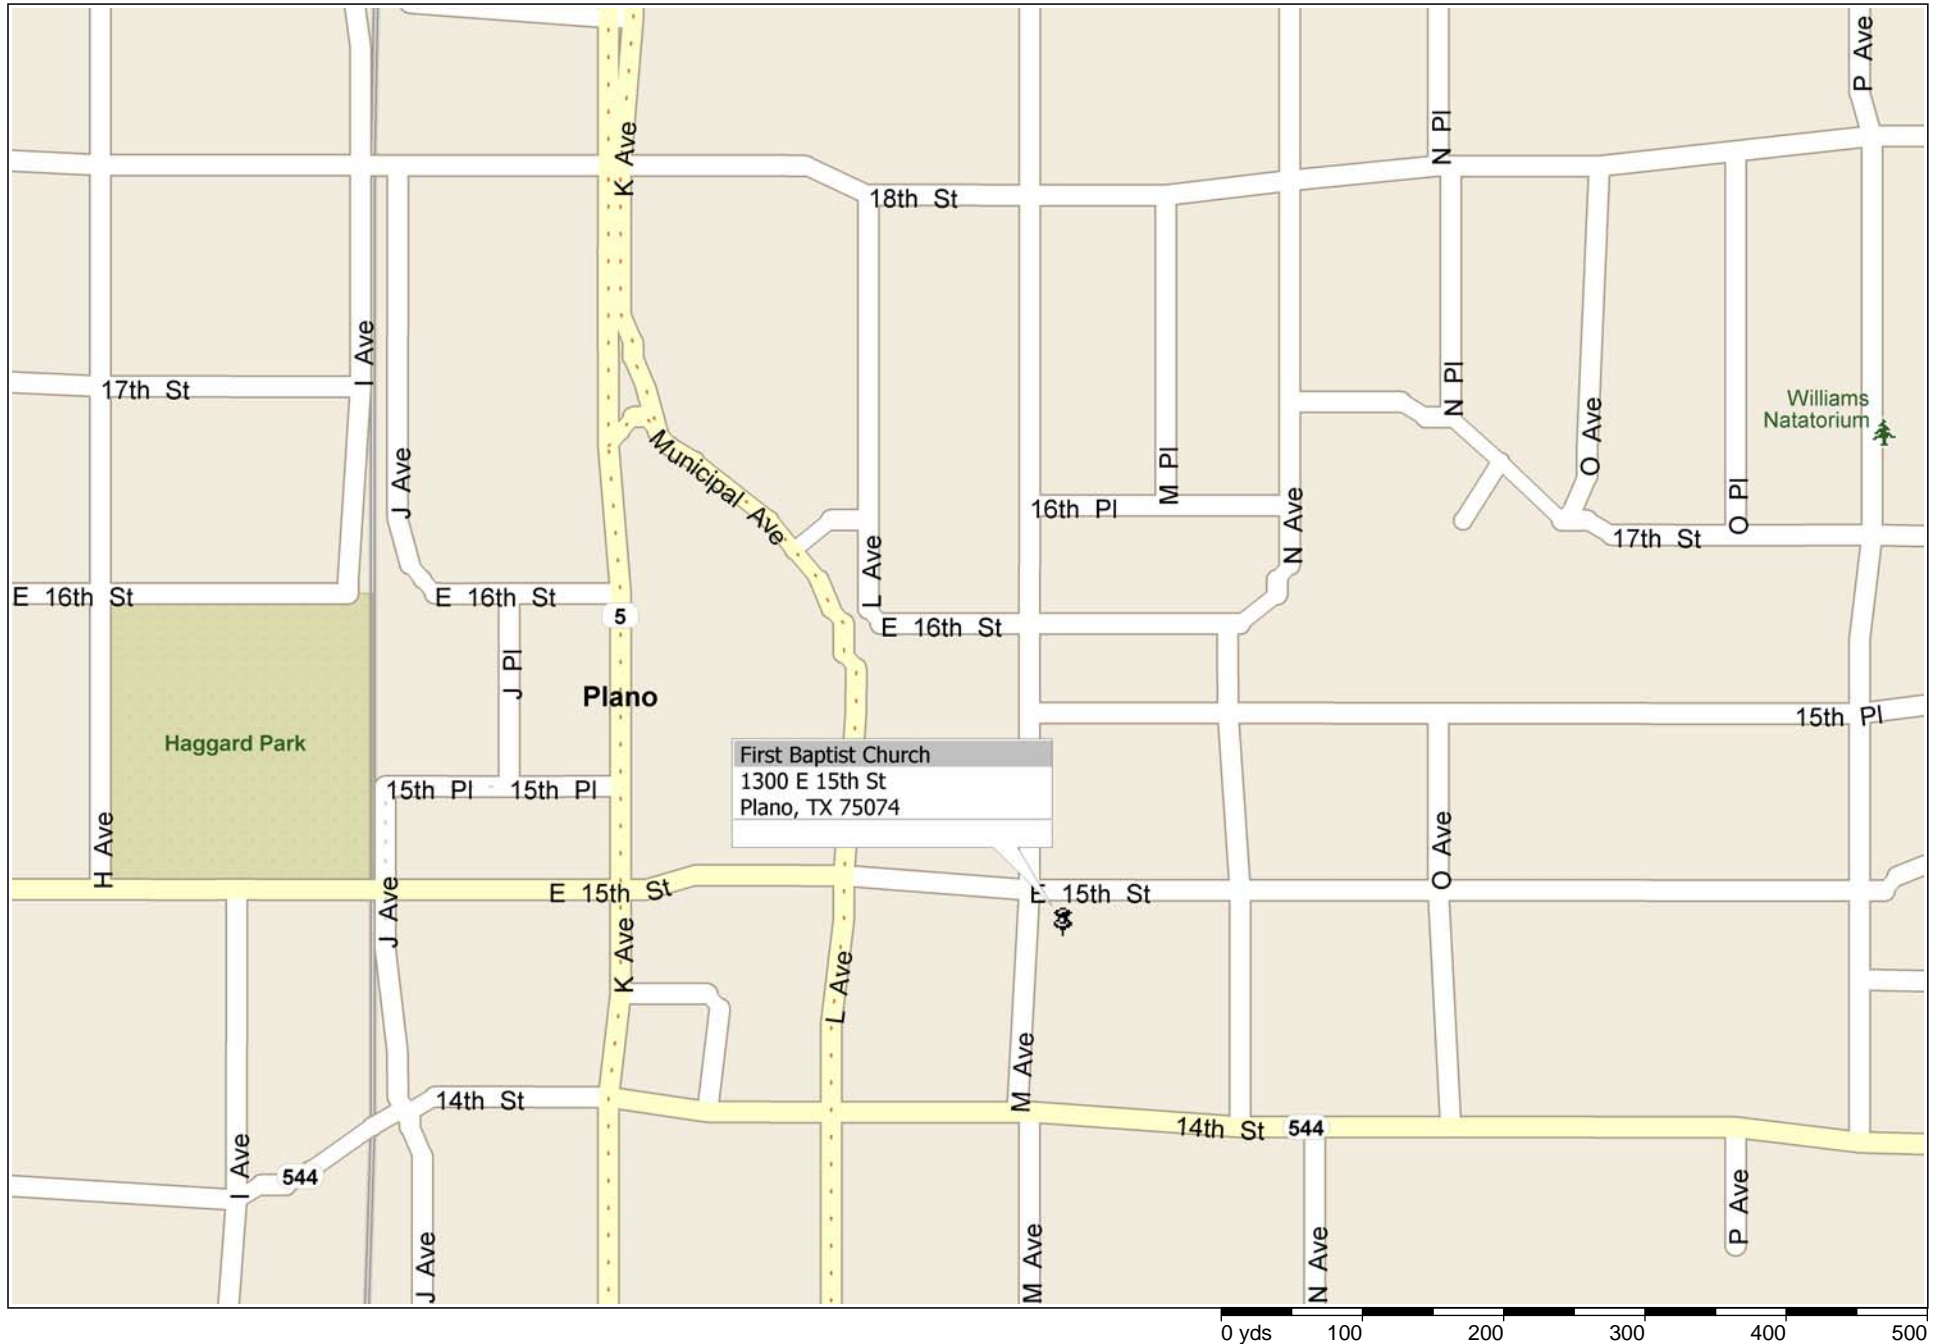 P Ave
K Ave
N Pl
18th St
I Ave
17th St
N Pl
Williams
Natatorium
O Ave
J Ave
Municipal Ave
M Pl
16th Pl
N Ave
O Pl
17th St
L Ave
E 16th St
E 16th St
5
E 16th St
J Pl
Plano
15th Pl
Haggard Park
First Baptist Church
1300 E 15th St
Plano, TX 75074
15th Pl
15th Pl
H Ave
O Ave
J Ave
E 15th St
E 15th St
K Ave
L Ave
M Ave
14th St
14th St
544
I Ave
544
P Ave
J Ave
M Ave
N Ave
0 yds 100 200 300 400 500